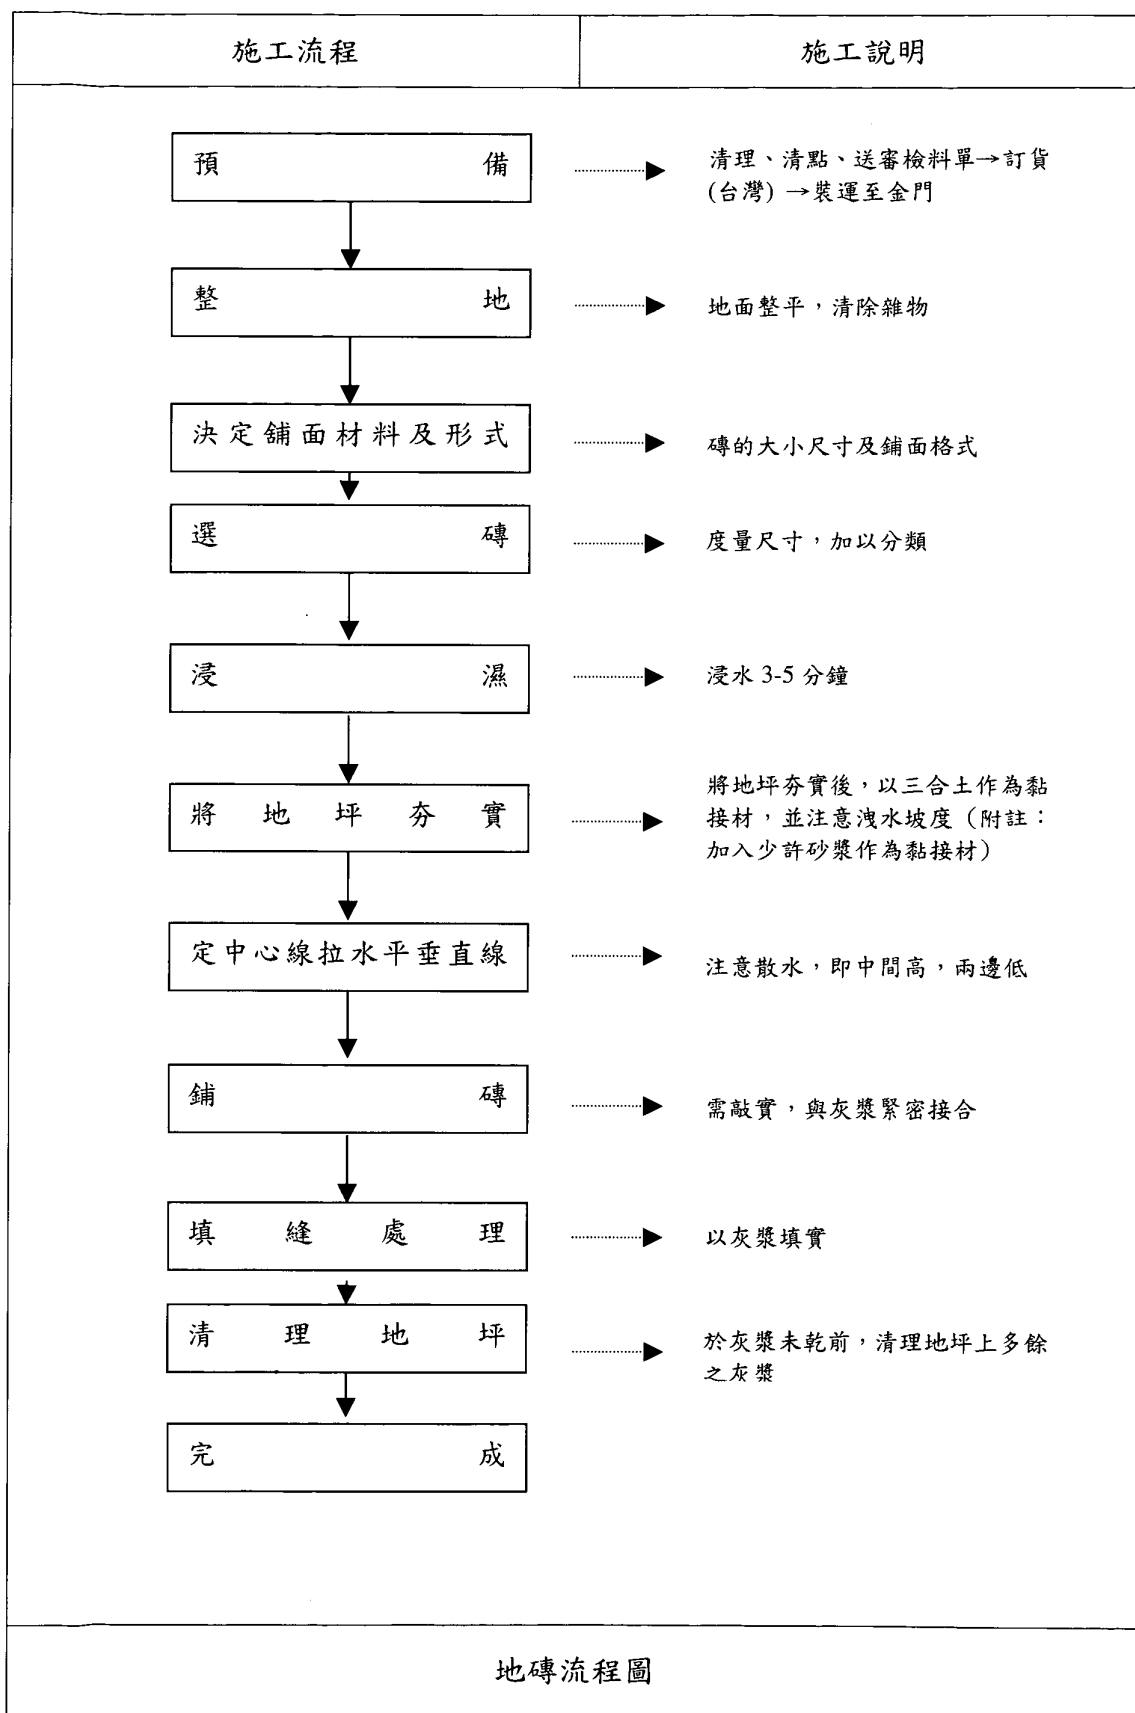 施工流程
施工說明
預備
清理、清點、送審檢料單→訂貨
(台灣) →裝運至金門
整地
地面整平，清除雜物
決定舖面材料及形式
磚的大小尺寸及鋪面格式
選磚
度量尺寸，加以分類
浸濕
浸水 3-5 分鐘
將地坪夯實
將地坪夯實後，以三合土作為黏
接材，並注意洩水坡度（附註：
加入少許砂漿作為黏接材）
定中心線拉水平垂直線
注意散水，即中間高，兩邊低
鋪磚
需敲實，與灰漿緊密接合
填縫處理
以灰漿填實
清理地坪
於灰漿未乾前，清理地坪上多餘
之灰漿
完成
地磚流程圖